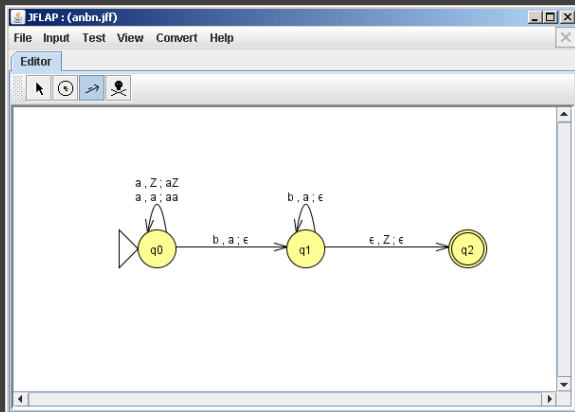 JFLAP : (anbn.jff)
File Input Test View Convert Help
Editor
a , Z ; aZ
a , a ; aa
b , a ; ε
q0
b , a ; ε
q1
ε , Z ; ε
q2